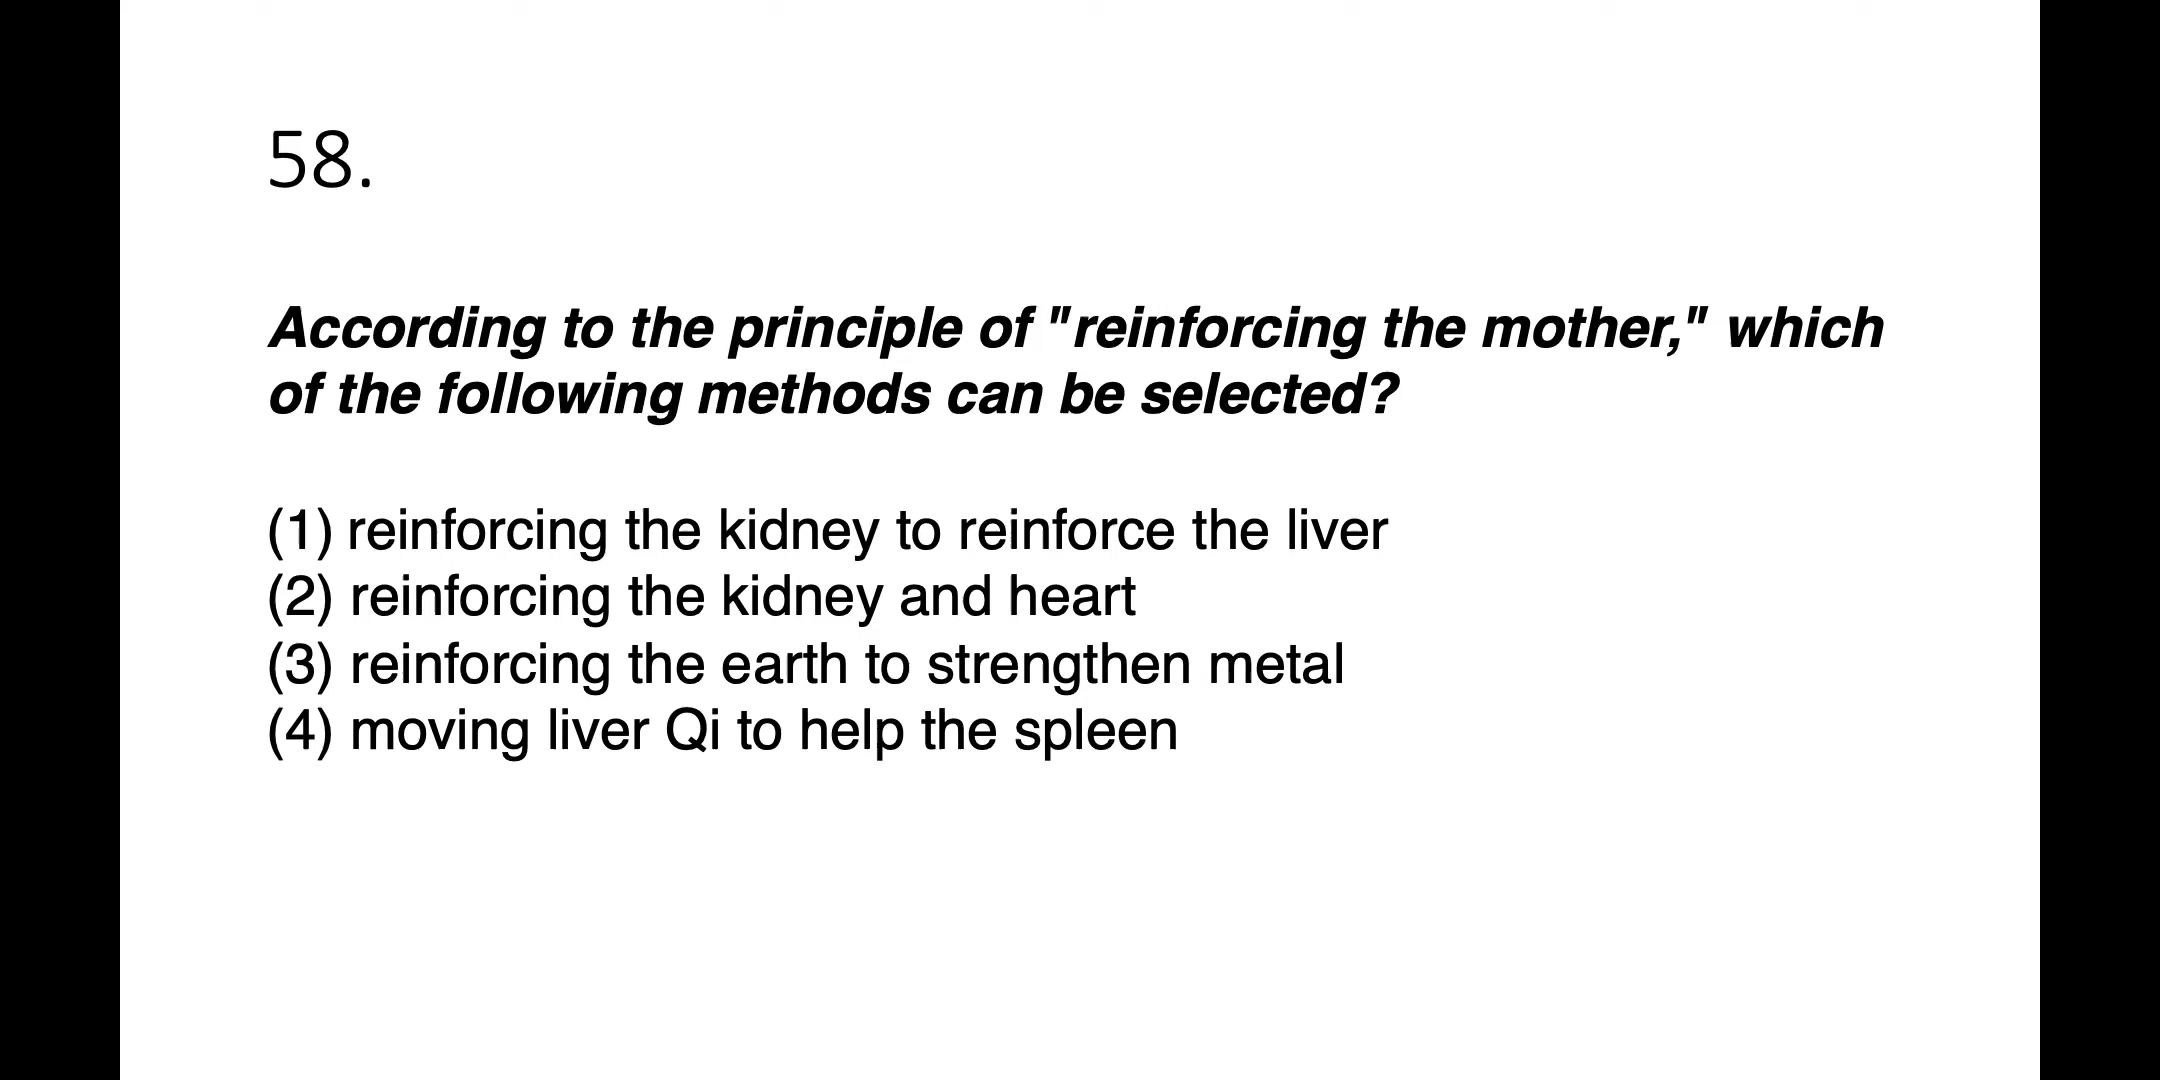 58.
According to the principle of "reinforcing the mother," which
of the following methods can be selected?
(1) reinforcing the kidney to reinforce the liver
(2) reinforcing the kidney and heart
(3) reinforcing the earth to strengthen metal
(4) moving liver Qi to help the spleen